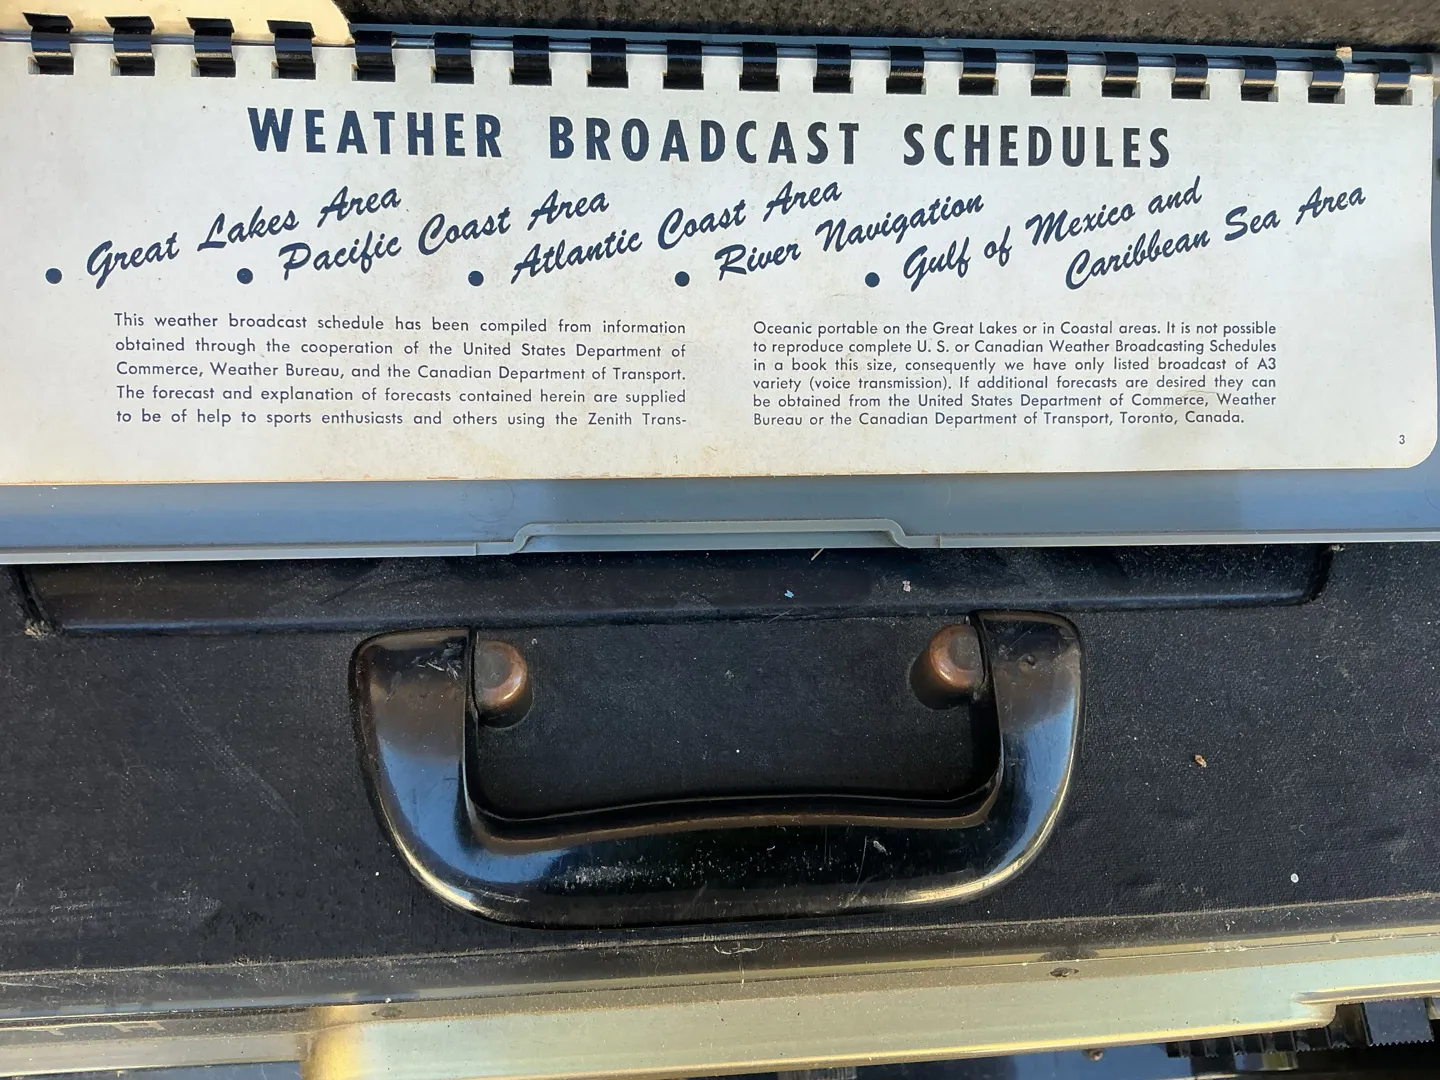 WEATHER BROADCAST SCHEDULES
• Great Lakes Area
• Pacific Coast Area
• Atlantic Coast Area
• River Navigation
• Gulf of Mexico and
Caribbean Sea Area
This weather broadcast schedule has been compiled from information
obtained through the cooperation of the United States Department of
Commerce, Weather Bureau, and the Canadian Department of Transport.
The forecast and explanation of forecasts contained herein are supplied
to be of help to sports enthusiasts and others using the Zenith Trans-
Oceanic portable on the Great Lakes or in Coastal areas. It is not possible
to reproduce complete U. S. or Canadian Weather Broadcasting Schedules
in a book this size, consequently we have only listed broadcast of A3
variety (voice transmission). If additional forecasts are desired they can
be obtained from the United States Department of Commerce, Weather
Bureau or the Canadian Department of Transport, Toronto, Canada.
3